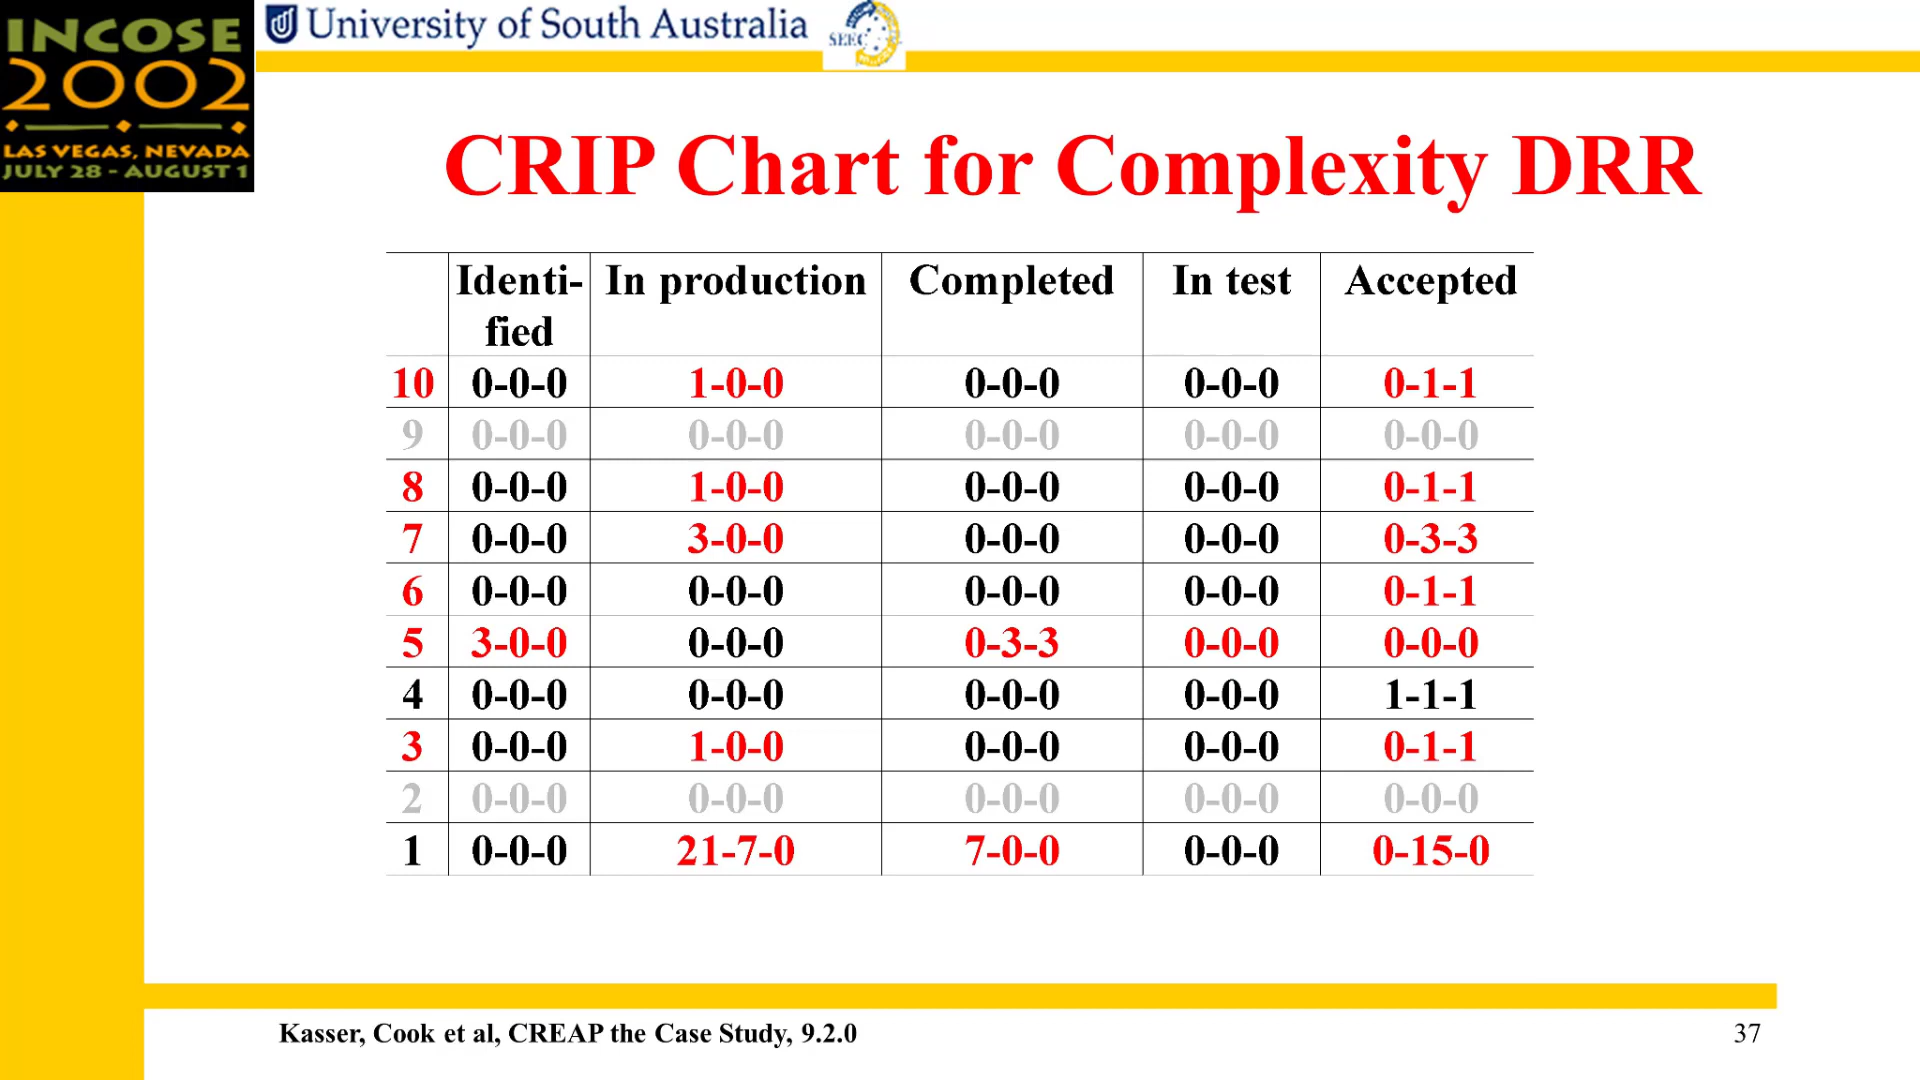 INCOSE
2002
LAS VEGAS, NEVADA
JULY 28 - AUGUST 1
University of South Australia
SEEC
CRIP Chart for Complexity DRR
Identi- In production Completed In test Accepted
fied
10 0-0-0 1-0-0 0-0-0 0-0-0 0-1-1
9 0-0-0 0-0-0 0-0-0 0-0-0 0-0-0
8 0-0-0 1-0-0 0-0-0 0-0-0 0-1-1
7 0-0-0 3-0-0 0-0-0 0-0-0 0-3-3
6 0-0-0 0-0-0 0-0-0 0-0-0 0-1-1
5 3-0-0 0-0-0 0-3-3 0-0-0 0-0-0
4 0-0-0 0-0-0 0-0-0 0-0-0 1-1-1
3 0-0-0 1-0-0 0-0-0 0-0-0 0-1-1
2 0-0-0 0-0-0 0-0-0 0-0-0 0-0-0
1 0-0-0 21-7-0 7-0-0 0-0-0 0-15-0
Kasser, Cook et al, CREAP the Case Study, 9.2.0
37